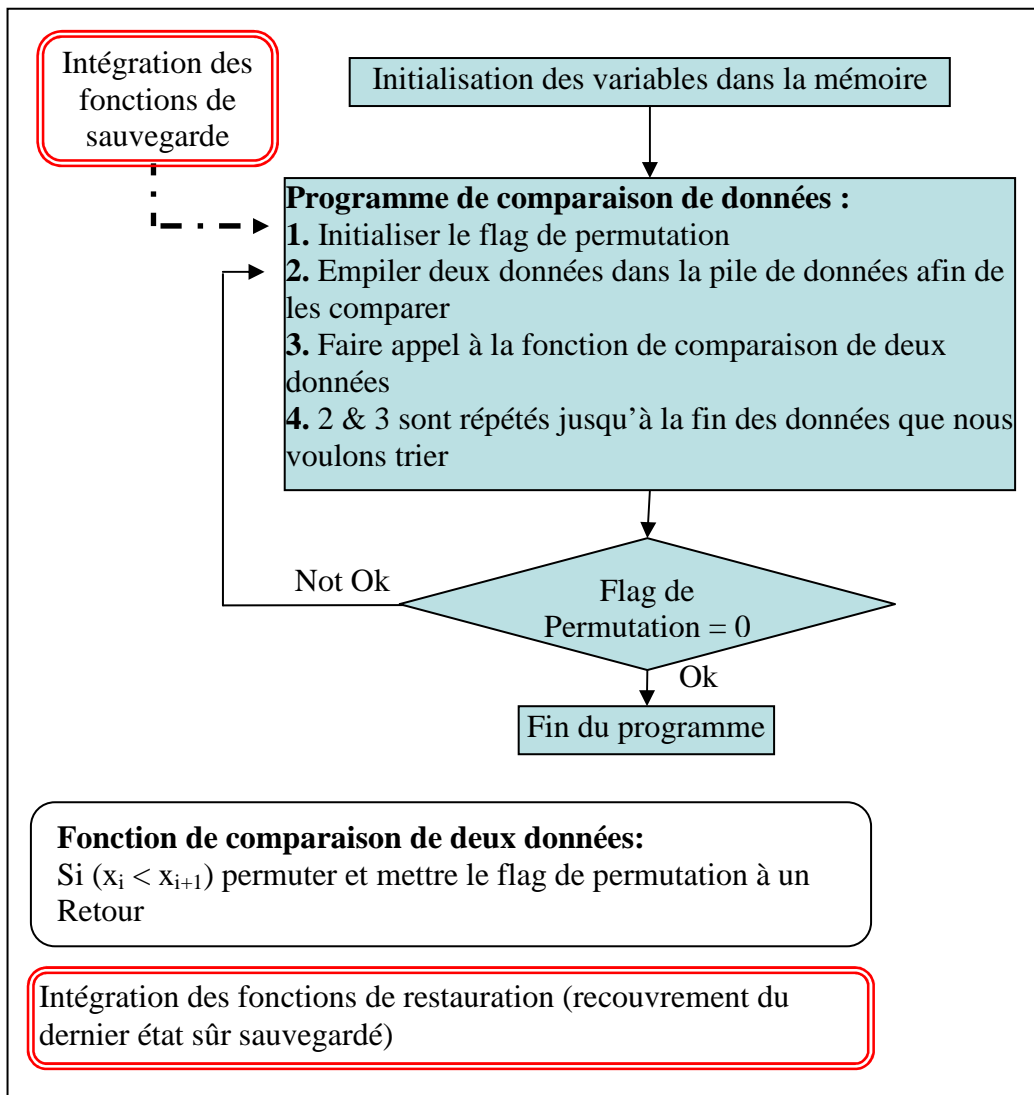 Intégration des
fonctions de
sauvegarde
Initialisation des variables dans la mémoire
Programme de comparaison de données :
1. Initialiser le flag de permutation
2. Empiler deux données dans la pile de données afin de
les comparer
3. Faire appel à la fonction de comparaison de deux
données
4. 2 & 3 sont répétés jusqu’à la fin des données que nous
voulons trier
Not Ok
Flag de
Permutation = 0
Ok
Fin du programme
Fonction de comparaison de deux données:
Si (xi < xi+1) permuter et mettre le flag de permutation à un
Retour
Intégration des fonctions de restauration (recouvrement du
dernier état sûr sauvegardé)